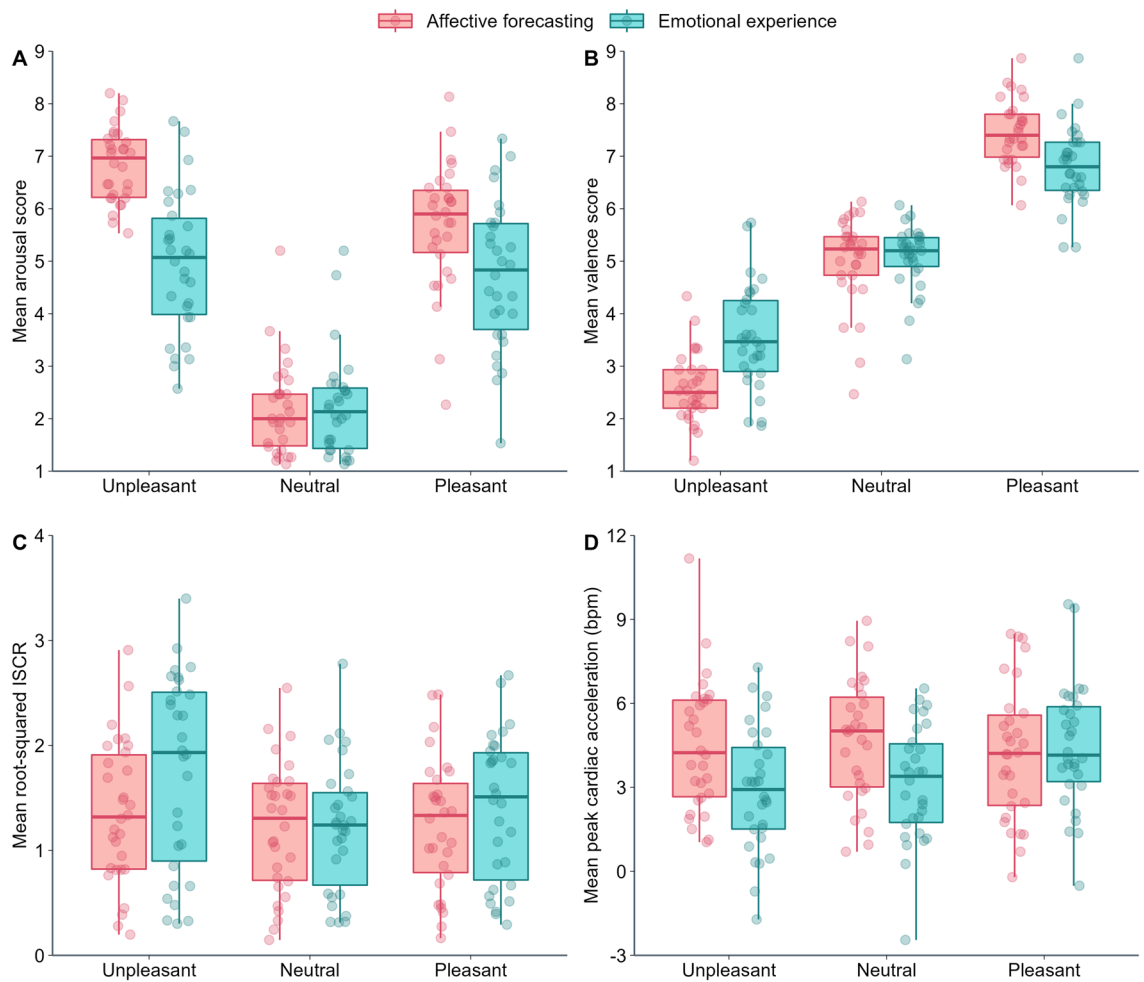 Affective forecasting Emotional experience
A
Mean arousal score
9
8
7
6
5
4
3
2
1
Unpleasant Neutral Pleasant
B
Mean valence score
9
8
7
6
5
4
3
2
1
Unpleasant Neutral Pleasant
C
Mean root-squared ISCR
4
3
2
1
0
Unpleasant Neutral Pleasant
D
Mean peak cardiac acceleration (bpm)
12
9
6
3
0
-3
Unpleasant Neutral Pleasant